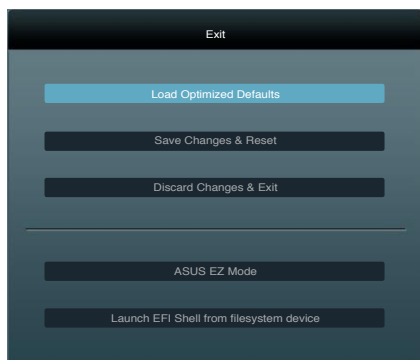 Exit
Load Optimized Defaults
Save Changes & Reset
Discard Changes & Exit
ASUS EZ Mode
Launch EFI Shell from filesystem device